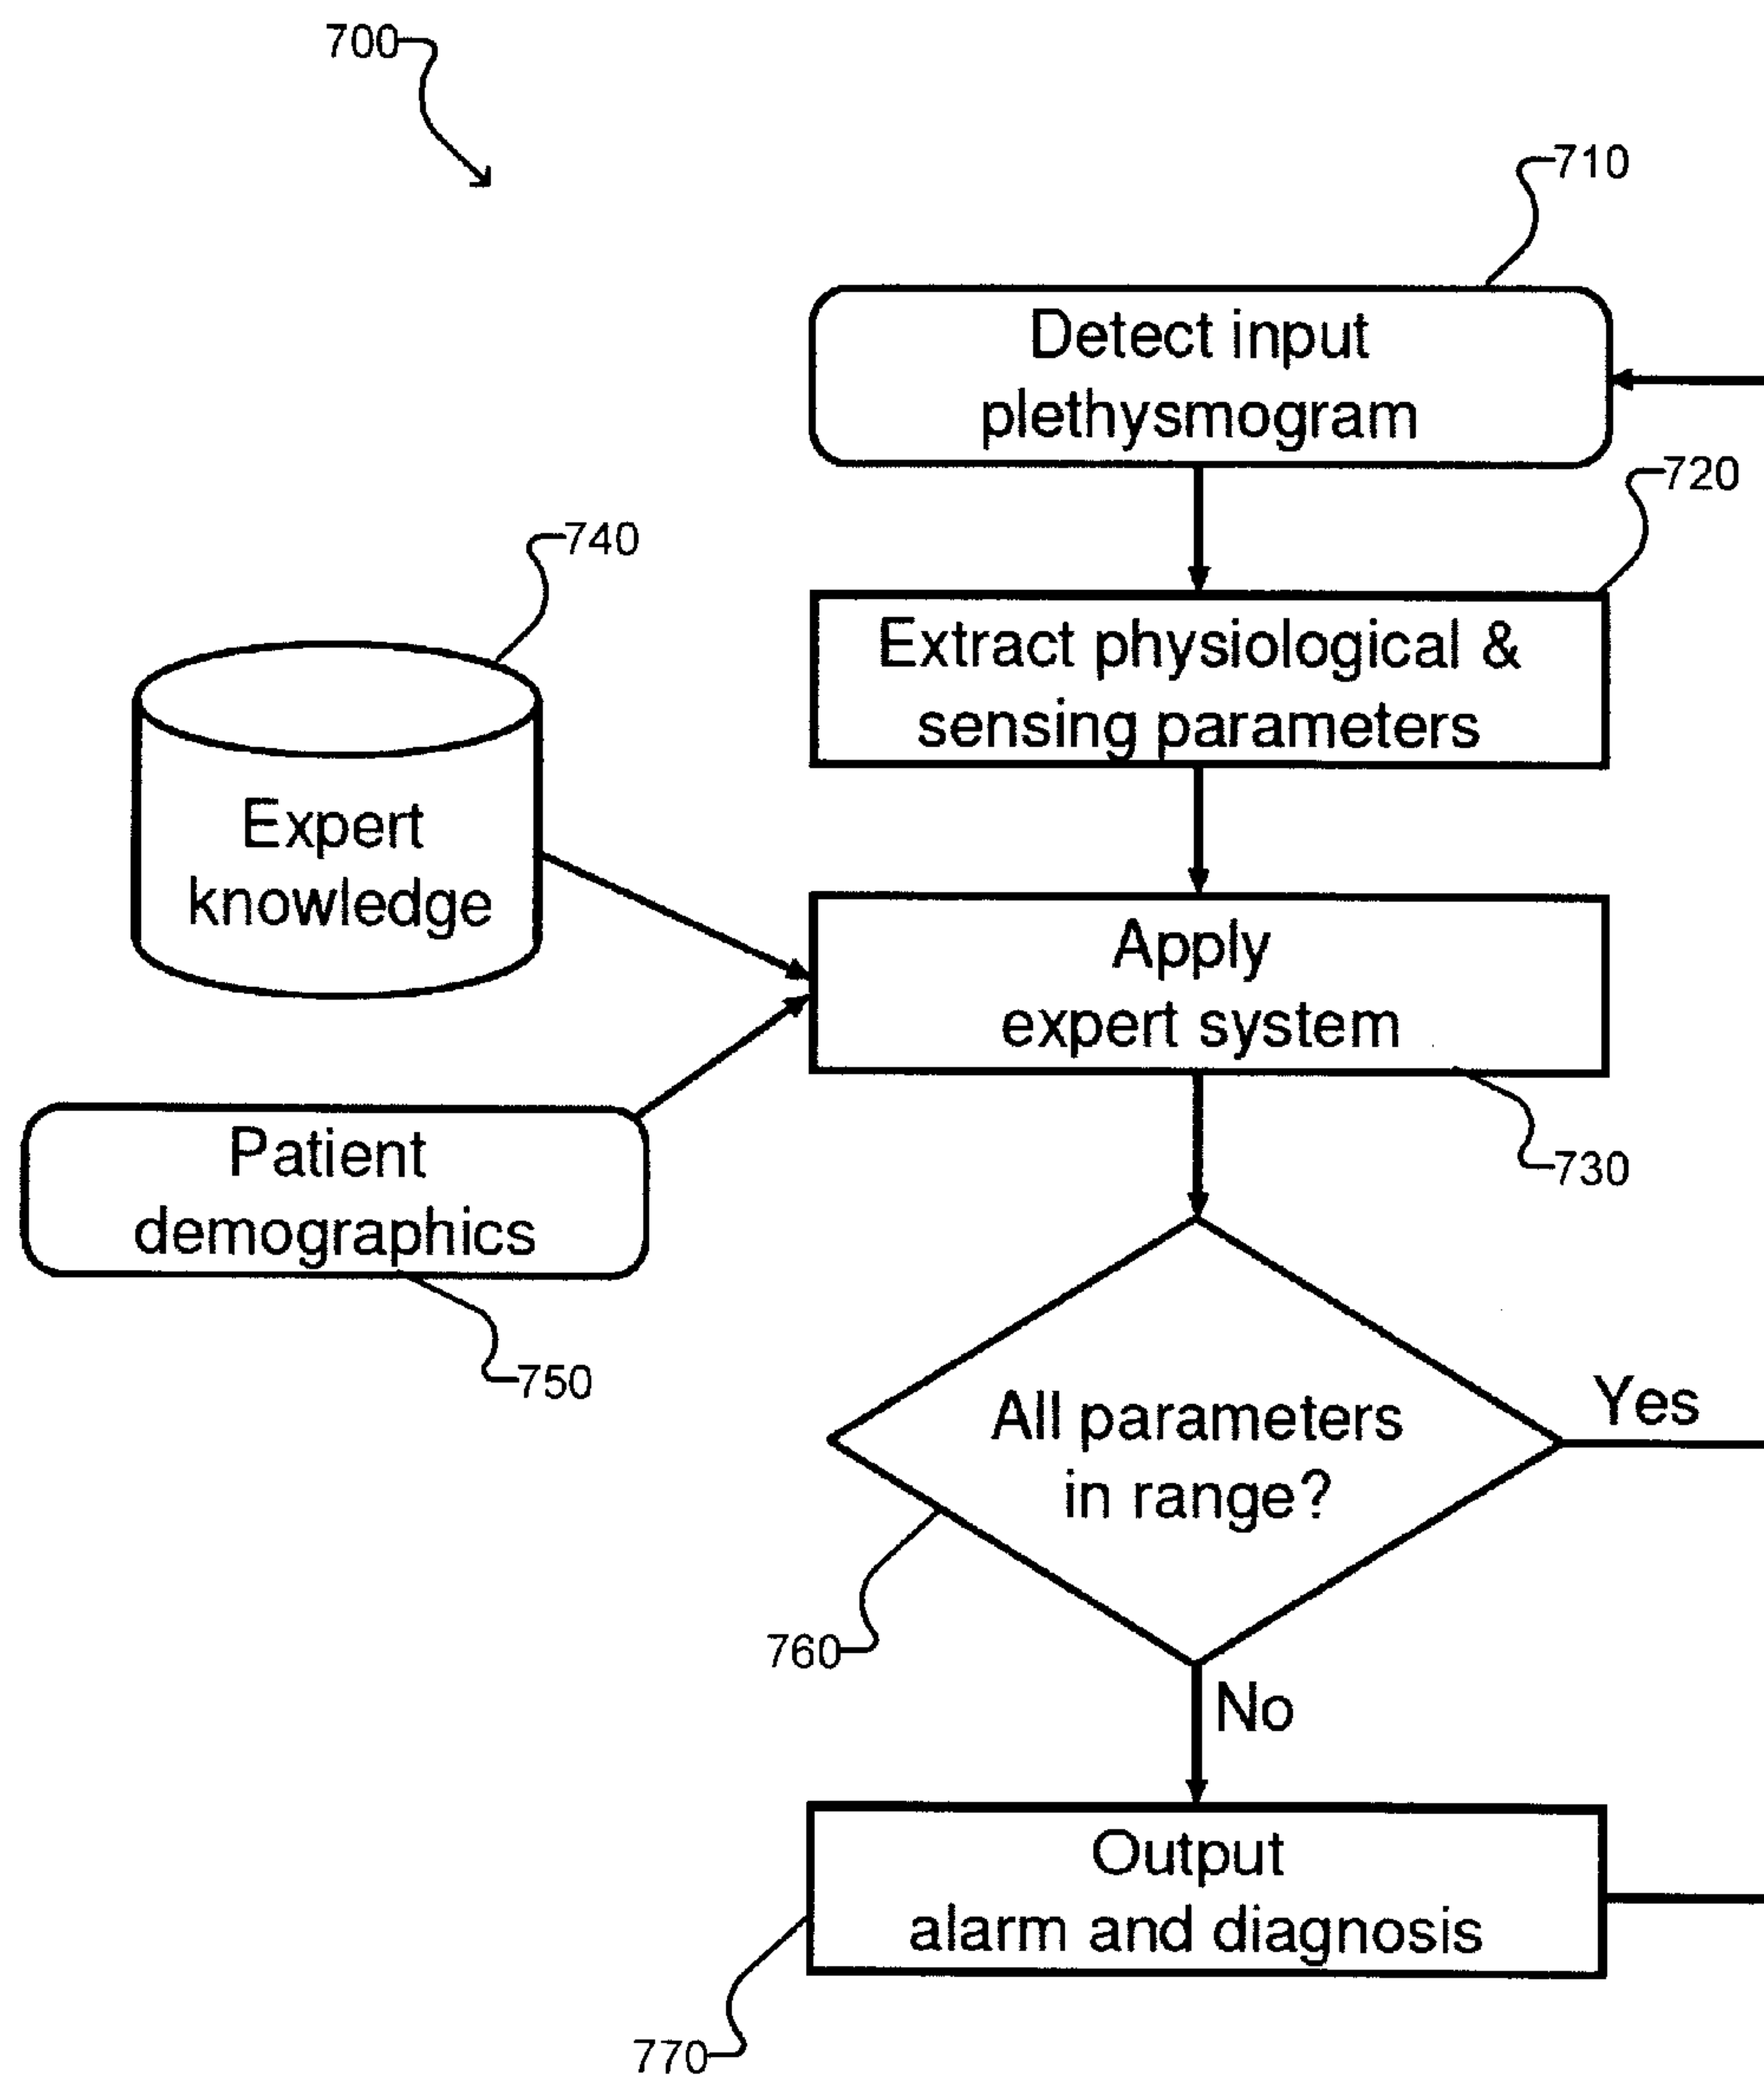 700
710
Detect input
plethysmogram
720
Extract physiological &
sensing parameters
740
Expert
knowledge
Apply
expert system
730
Patient
demographics
750
All parameters
in range?
Yes
760
No
Output
alarm and diagnosis
770